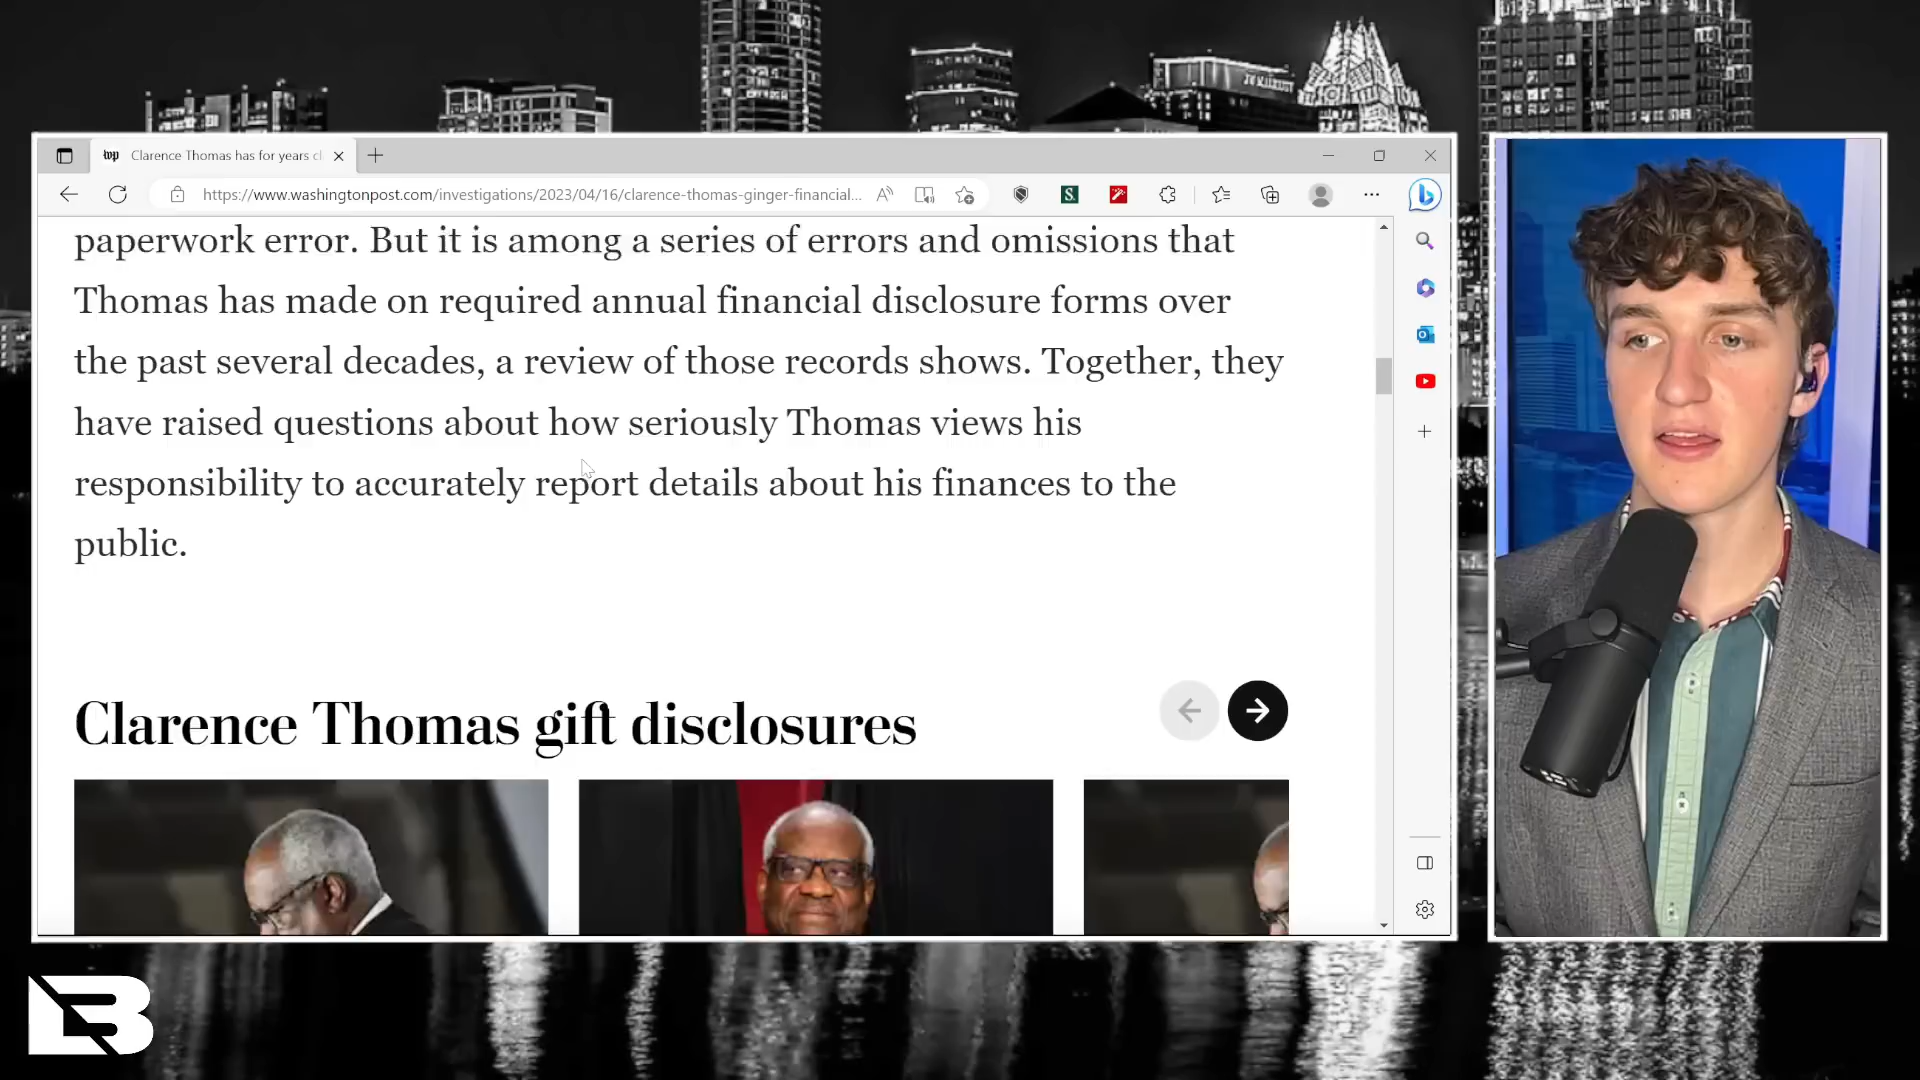 Clarence Thomas has for years cl
https://www.washingtonpost.com/investigations/2023/04/16/clarence-thomas-ginger-financial...
paperwork error. But it is among a series of errors and omissions that
Thomas has made on required annual financial disclosure forms over
the past several decades, a review of those records shows. Together, they
have raised questions about how seriously Thomas views his
responsibility to accurately report details about his finances to the
public.
Clarence Thomas gift disclosures